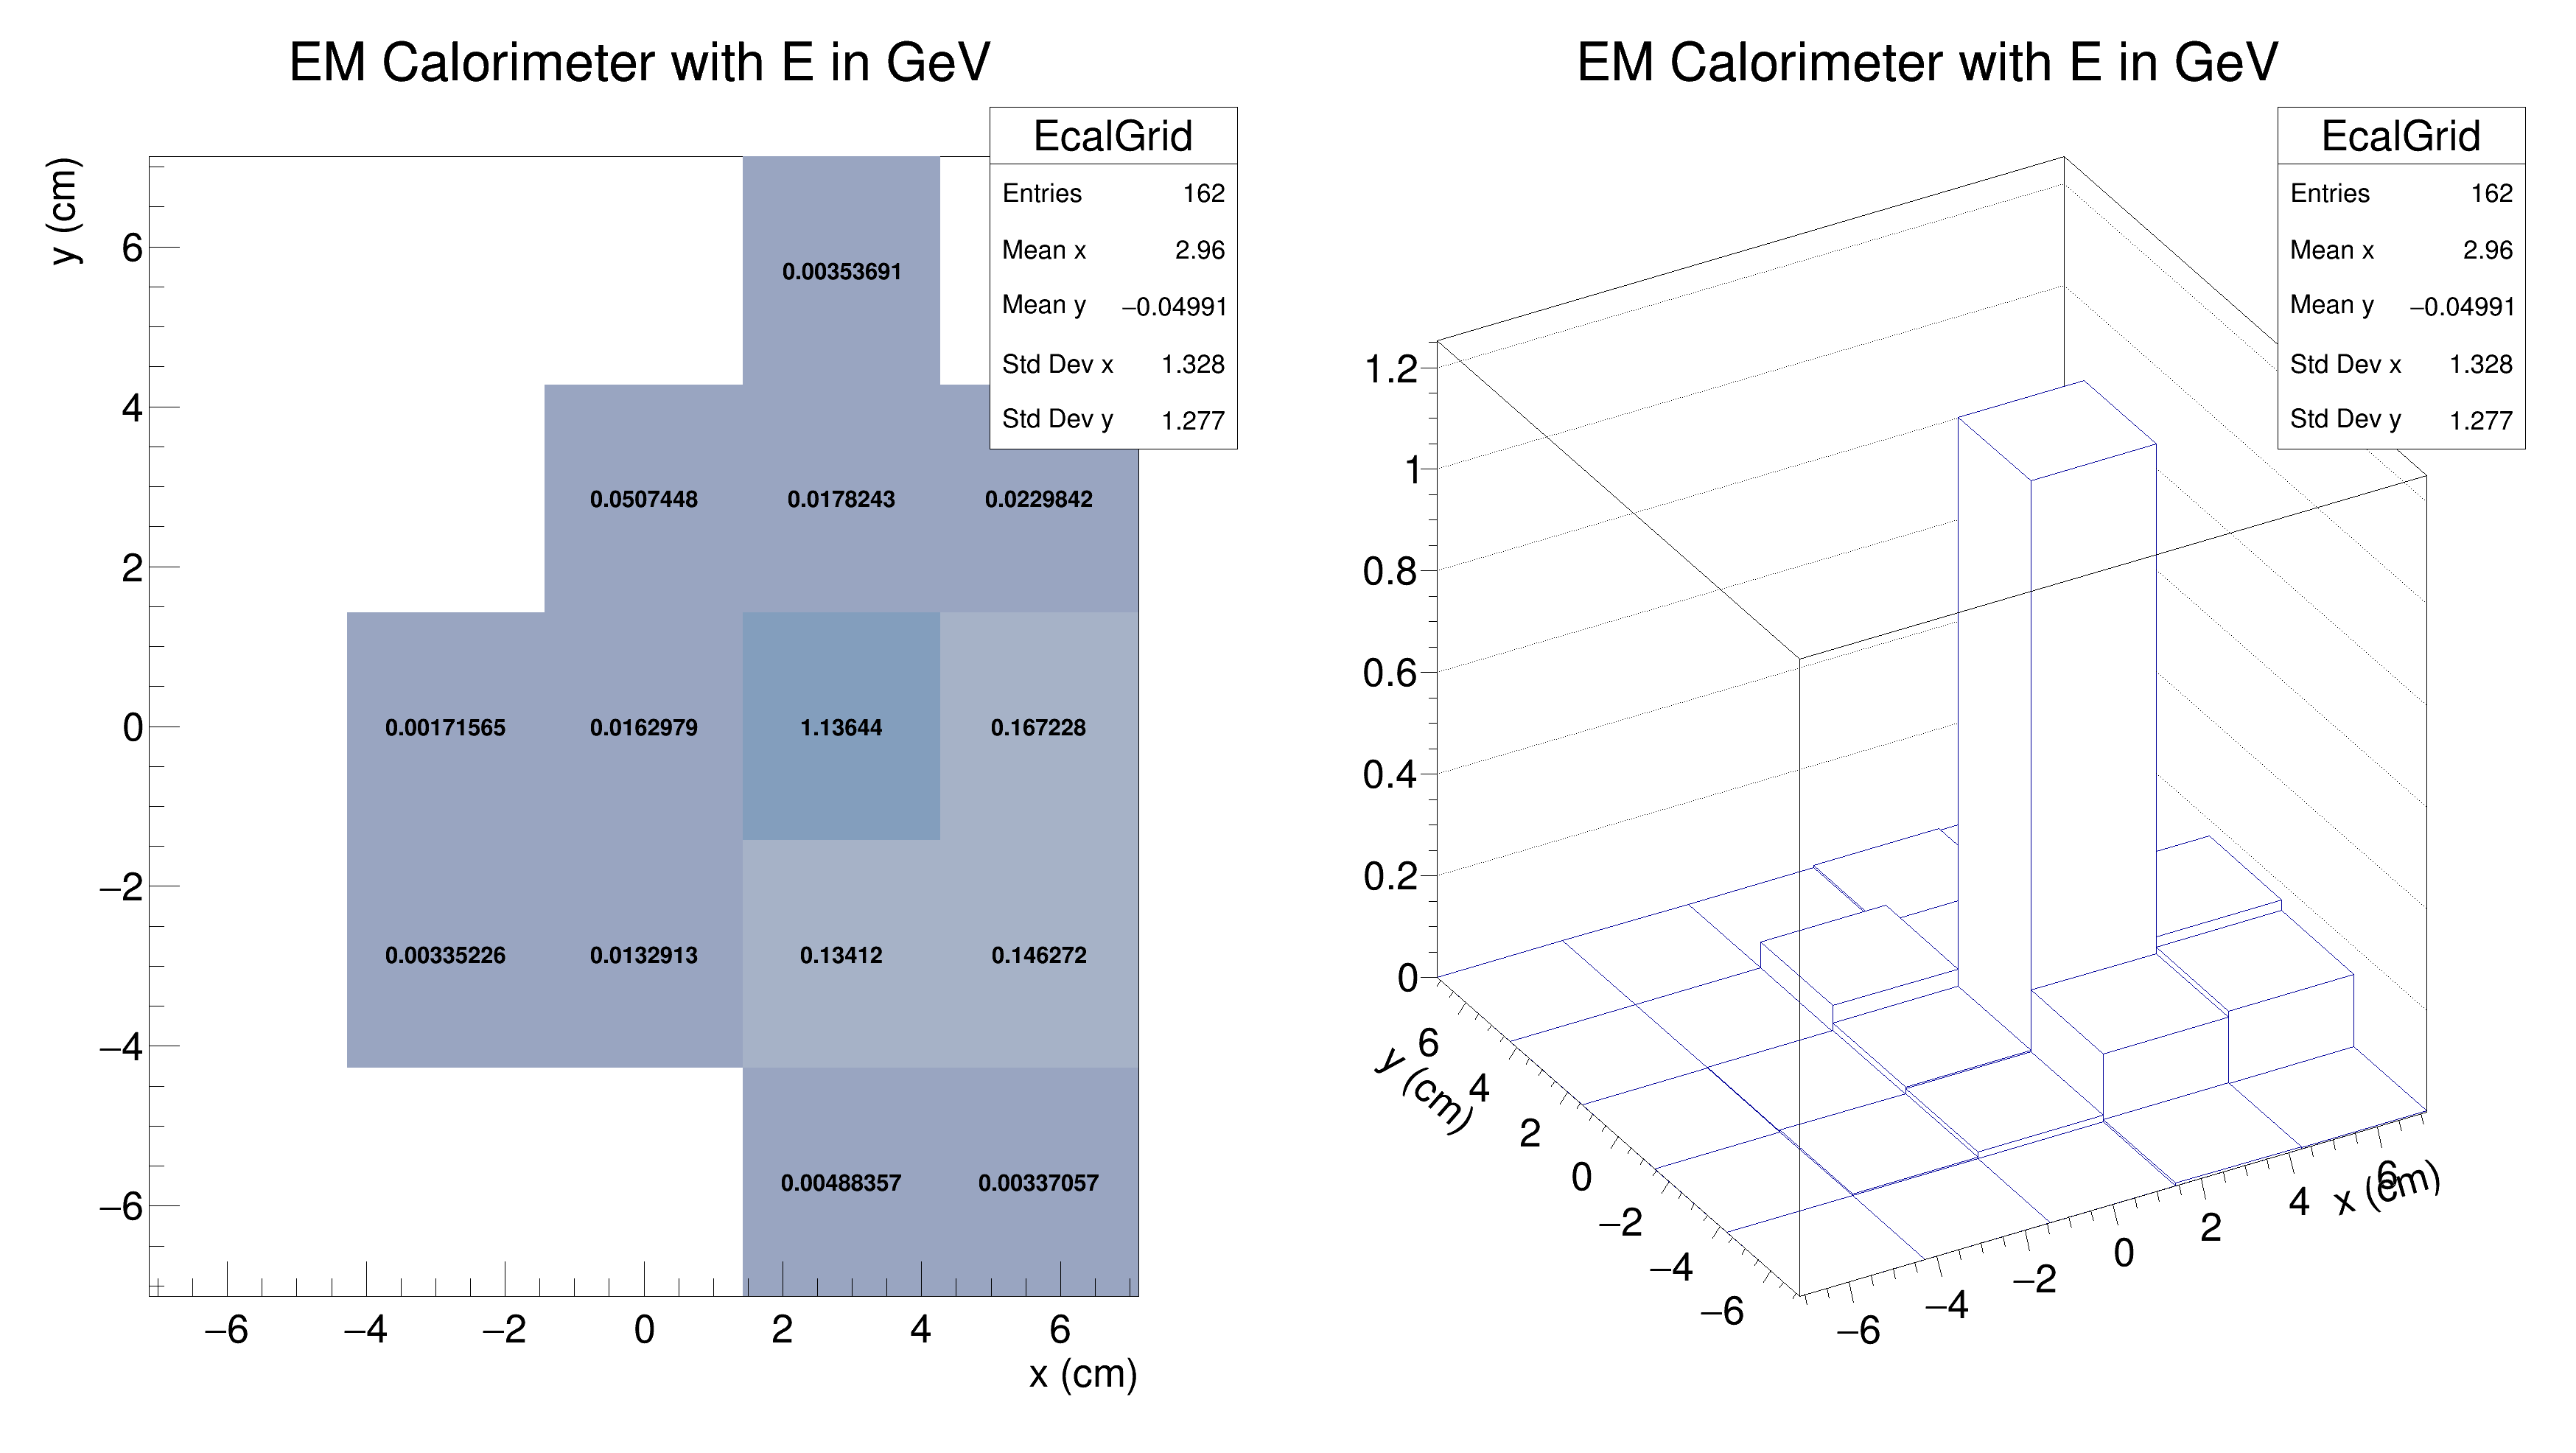 EM Calorimeter with E in GeV
EcalGrid
Entries 162
Mean x 2.96
Mean y −0.04991
Std Dev x 1.328
Std Dev y 1.277
y (cm)
6
4
2
0
−2
−4
−6
0.00353691
0.0507448 0.0178243 0.0229842
0.00171565 0.0162979 1.13644 0.167228
0.00335226 0.0132913 0.13412 0.146272
0.00488357 0.00337057
−6 −4 −2 0 2 4 6
x (cm)
EM Calorimeter with E in GeV
EcalGrid
Entries 162
Mean x 2.96
Mean y −0.04991
Std Dev x 1.328
Std Dev y 1.277
1.2
1
0.8
0.6
0.4
0.2
0
y (cm)
6
4
2
0
−2
−4
−6
−6
−4
−2
0
2
4
6
x (cm)